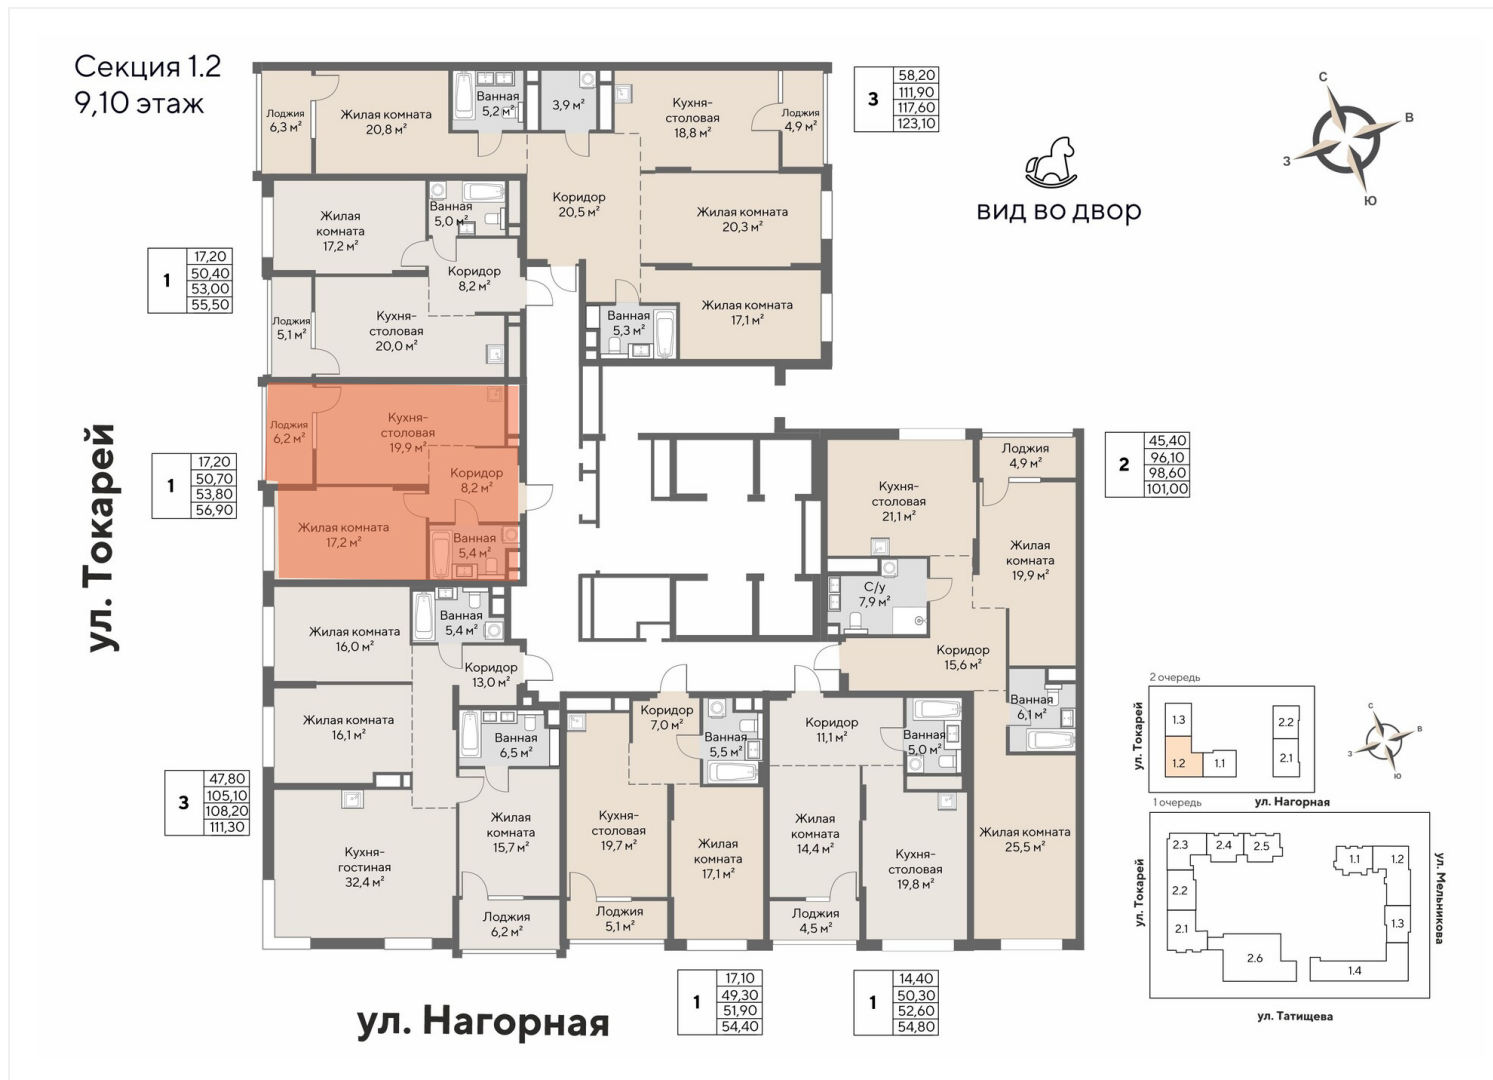 Секция 1.2
9,10 этаж
Лоджия
6,3 м²
Жилая комната
20,8 м²
Ванная
5,2 м²
3,9 м²
Кухня-
столовая
18,8 м²
Лоджия
4,9 м²
3
58,20
111,90
117,60
123,10
С
В
З
Ю
вид во двор
Жилая
комната
17,2 м²
Ванная
5,0 м²
Коридор
20,5 м²
Жилая комната
20,3 м²
1
17,20
50,40
53,00
55,50
Коридор
8,2 м²
Лоджия
5,1 м²
Кухня-
столовая
20,0 м²
Ванная
5,3 м²
Жилая комната
17,1 м²
ул. Токарей
1
17,20
50,70
53,80
56,90
Лоджия
6,2 м²
Кухня-
столовая
19,9 м²
Коридор
8,2 м²
Жилая комната
17,2 м²
Ванная
5,4 м²
Кухня-
столовая
21,1 м²
Лоджия
4,9 м²
2
45,40
96,10
98,60
101,00
Жилая
комната
19,9 м²
С/у
7,9 м²
Коридор
15,6 м²
Ванная
6,1 м²
Жилая комната
25,5 м²
Жилая комната
16,0 м²
Ванная
5,4 м²
Коридор
13,0 м²
Жилая комната
16,1 м²
Ванная
6,5 м²
3
47,80
105,10
108,20
111,30
Кухня-
гостиная
32,4 м²
Жилая
комната
15,7 м²
Лоджия
6,2 м²
Коридор
7,0 м²
Ванная
5,5 м²
Кухня-
столовая
19,7 м²
Жилая
комната
17,1 м²
Лоджия
5,1 м²
Коридор
11,1 м²
Ванная
5,0 м²
Жилая
комната
14,4 м²
Кухня-
столовая
19,8 м²
Лоджия
4,5 м²
1
17,10
49,30
51,90
54,40
1
14,40
50,30
52,60
54,80
ул. Нагорная
2 очередь
ул. Токарей
1.3
1.2
1.1
2.2
2.1
С
В
З
Ю
ул. Нагорная
1 очередь
ул. Токарей
2.3
2.4
2.5
1.1
1.2
2.2
2.1
1.3
2.6
1.4
ул. Мельникова
ул. Татищева